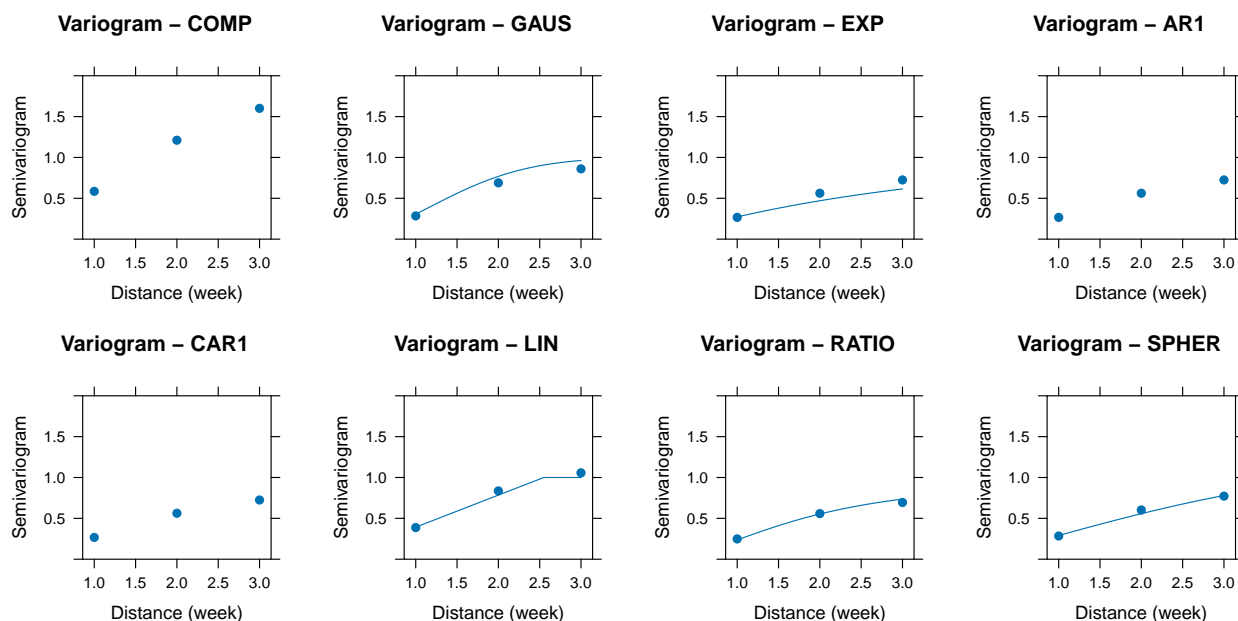 Variogram – COMP
Semivariogram
1.5
1.0
0.5
1.0 1.5 2.0 2.5 3.0
Distance (week)
Variogram – GAUS
Semivariogram
1.5
1.0
0.5
1.0 1.5 2.0 2.5 3.0
Distance (week)
Variogram – EXP
Semivariogram
1.5
1.0
0.5
1.0 1.5 2.0 2.5 3.0
Distance (week)
Variogram – AR1
Semivariogram
1.5
1.0
0.5
1.0 1.5 2.0 2.5 3.0
Distance (week)
Variogram – CAR1
Semivariogram
1.5
1.0
0.5
1.0 1.5 2.0 2.5 3.0
Distance (week)
Variogram – LIN
Semivariogram
1.5
1.0
0.5
1.0 1.5 2.0 2.5 3.0
Distance (week)
Variogram – RATIO
Semivariogram
1.5
1.0
0.5
1.0 1.5 2.0 2.5 3.0
Distance (week)
Variogram – SPHER
Semivariogram
1.5
1.0
0.5
1.0 1.5 2.0 2.5 3.0
Distance (week)